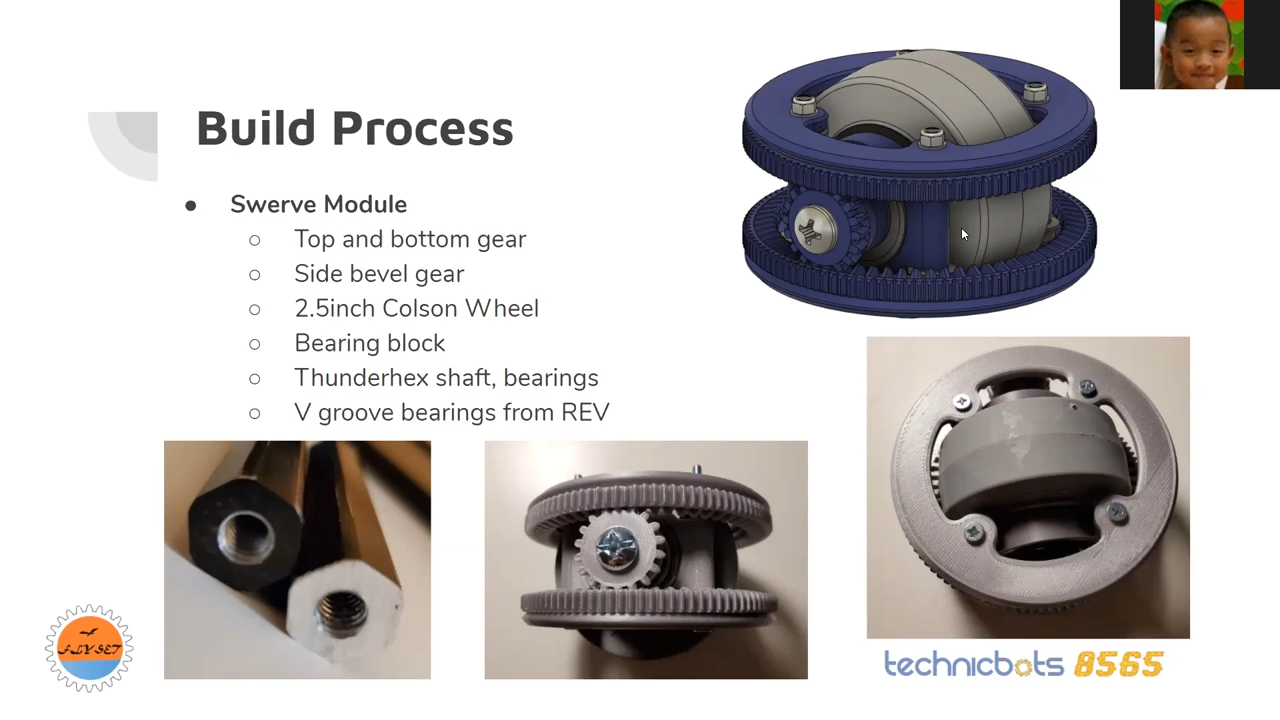 Build Process
● Swerve Module
○ Top and bottom gear
○ Side bevel gear
○ 2.5inch Colson Wheel
○ Bearing block
○ Thunderhex shaft, bearings
○ V groove bearings from REV
FLY SET
technicbots 8565